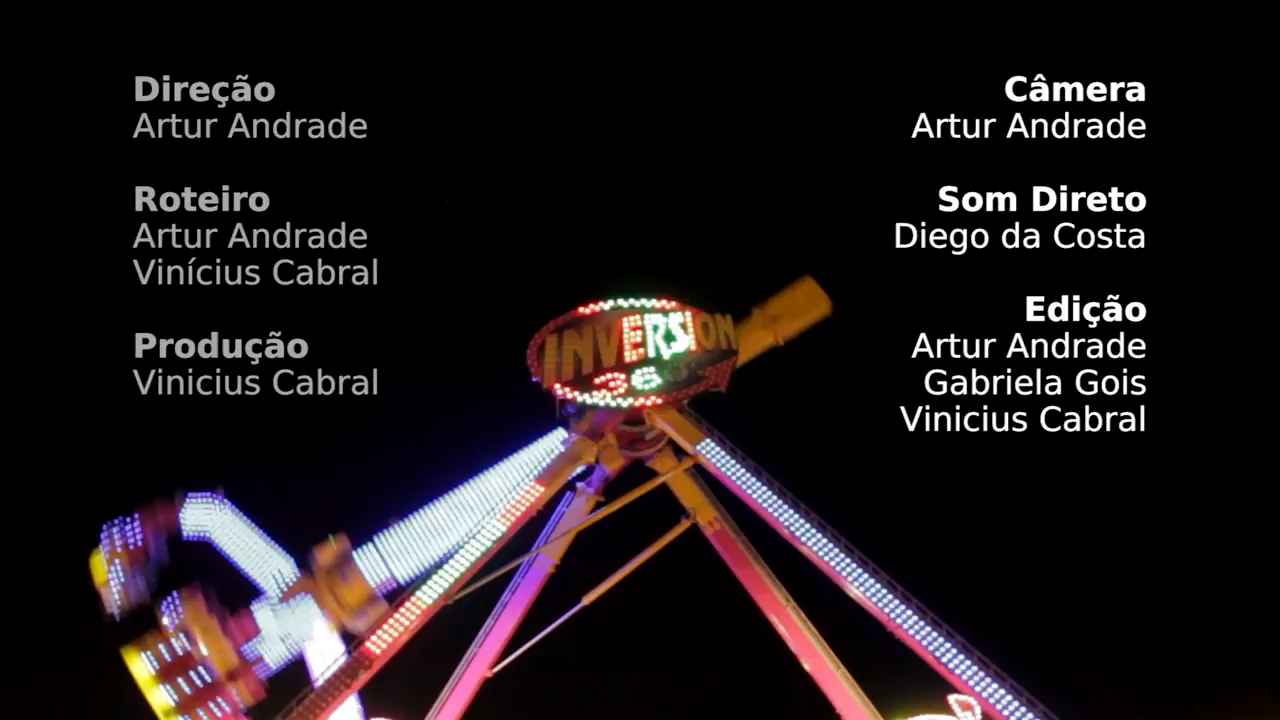 Direção
Artur Andrade
Roteiro
Artur Andrade
Vinícius Cabral
Produção
Vinicius Cabral
Câmera
Artur Andrade
Som Direto
Diego da Costa
Edição
Artur Andrade
Gabriela Gois
Vinicius Cabral
INVERSION
360